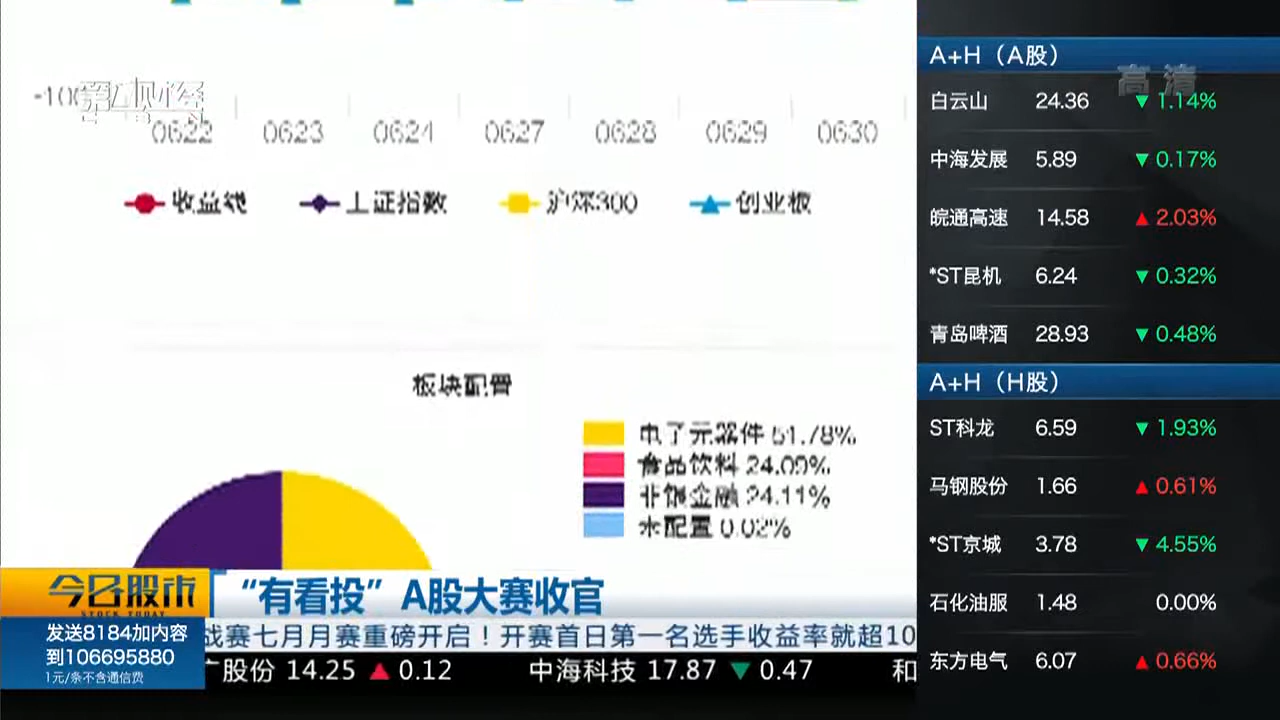 -100
第一财经
0622 0623 0624 0627 0628 0629 0630
收益线 上证指数 沪深300 创业板
板块配置
电子元器件 51.78%
食品饮料 24.09%
非银金融 24.11%
未配置 0.02%
今日股市
STOCK TODAY
“有看投”A股大赛收官
发送8184加内容
到106695880
1元/条不含通信费
战赛七月月赛重磅开启！开赛首日第一名选手收益率就超10
广股份 14.25 ▲ 0.12 中海科技 17.87 ▼ 0.47 和
高清
A+H（A股）
白云山 24.36 ▼ 1.14%
中海发展 5.89 ▼ 0.17%
皖通高速 14.58 ▲ 2.03%
*ST昆机 6.24 ▼ 0.32%
青岛啤酒 28.93 ▼ 0.48%
A+H（H股）
ST科龙 6.59 ▼ 1.93%
马钢股份 1.66 ▲ 0.61%
*ST京城 3.78 ▼ 4.55%
石化油服 1.48 0.00%
东方电气 6.07 ▲ 0.66%